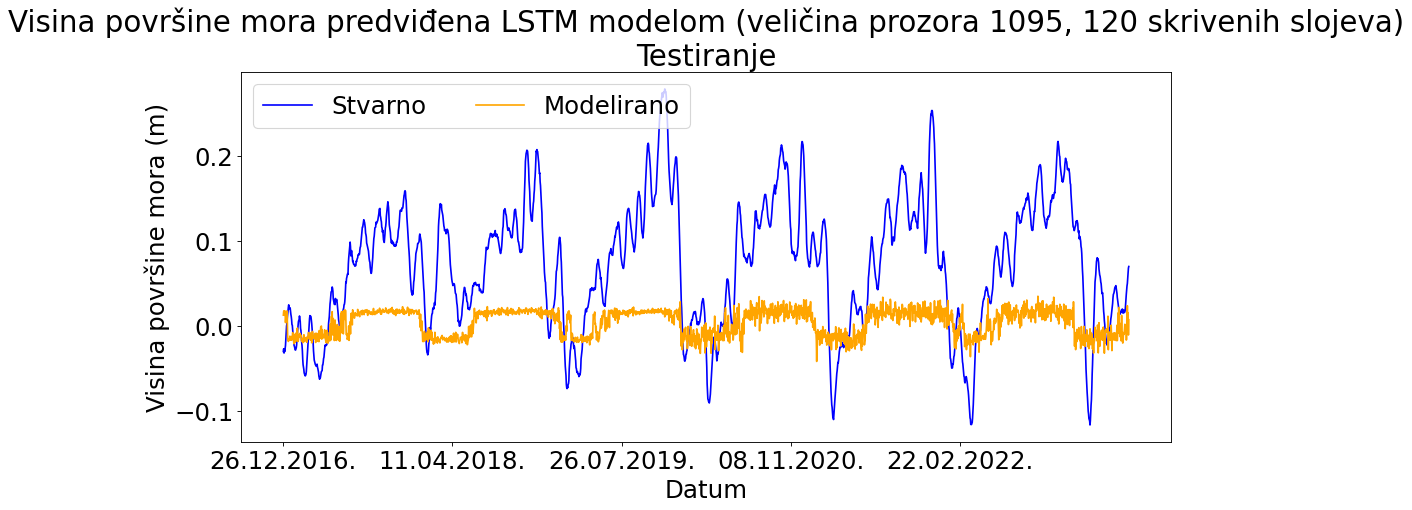 Visina površine mora predviđena LSTM modelom (veličina prozora 1095, 120 skrivenih slojeva)
Testiranje
Stvarno
Modelirano
Visina površine mora (m)
0.2
0.1
0.0
−0.1
26.12.2016.
11.04.2018.
26.07.2019.
08.11.2020.
22.02.2022.
Datum